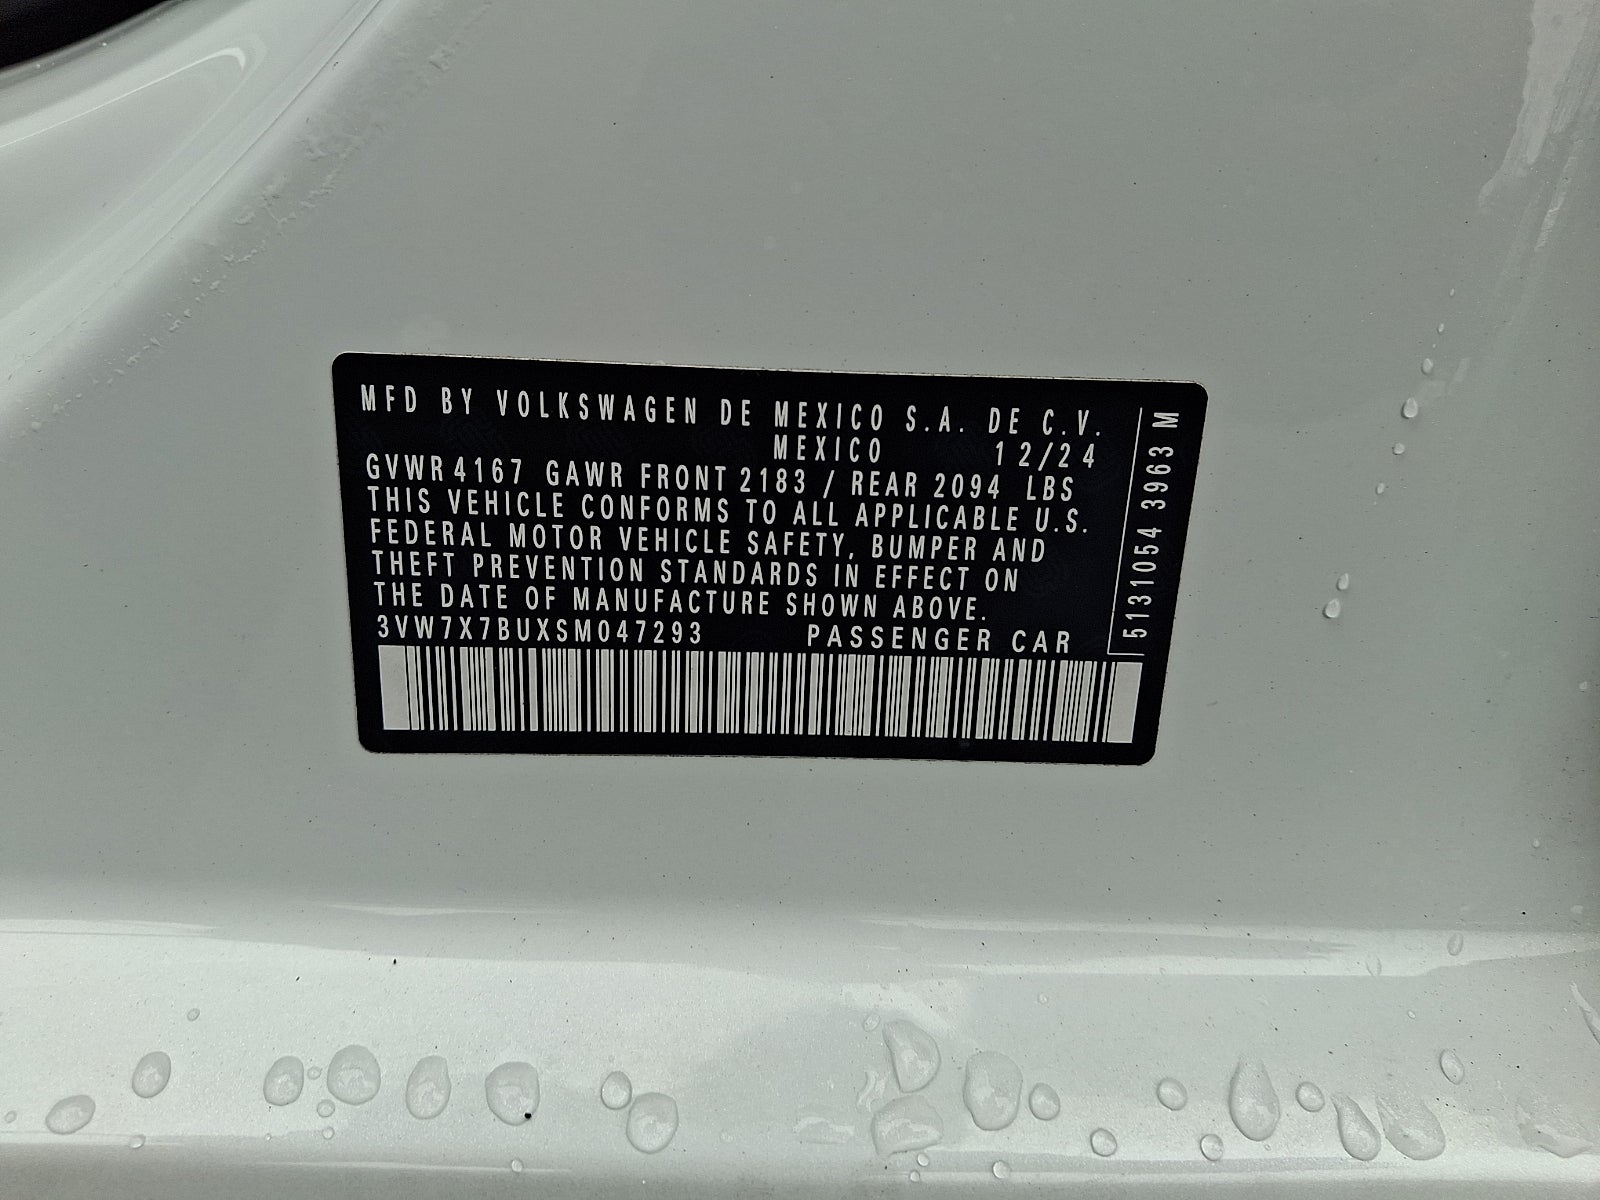 MFD BY VOLKSWAGEN DE MEXICO S.A. DE C.V.
MEXICO 12/24
GVWR 4167 GAWR FRONT 2183 / REAR 2094 LBS
THIS VEHICLE CONFORMS TO ALL APPLICABLE U.S.
FEDERAL MOTOR VEHICLE SAFETY, BUMPER AND
THEFT PREVENTION STANDARDS IN EFFECT ON
THE DATE OF MANUFACTURE SHOWN ABOVE.
3VW7X7BUXSM047293 PASSENGER CAR
5131054 3963 M